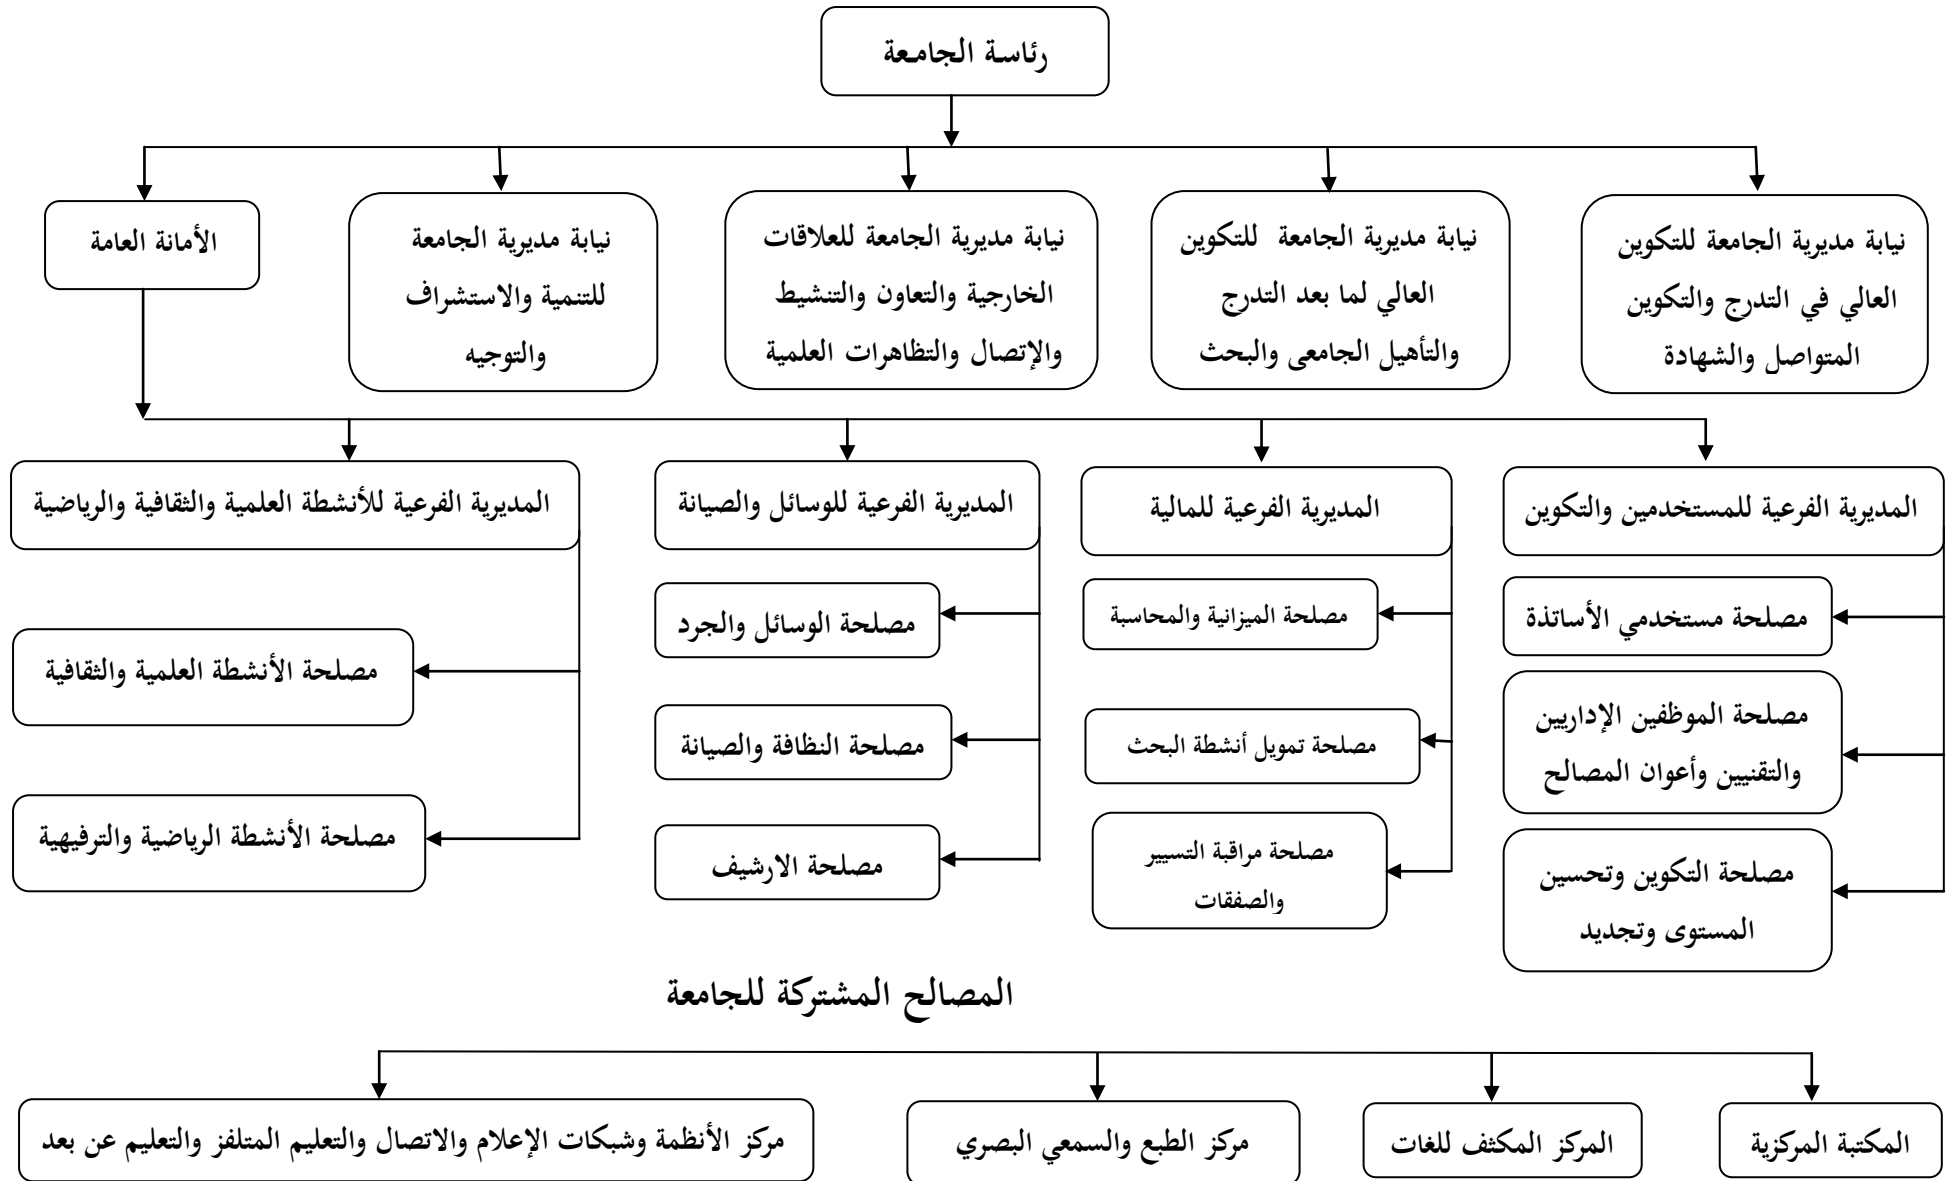 رئاسة الجامعة
نيابة مديرية الجامعة للتكوين
العالي في التدرج والتكوين
المتواصل والشهادة
نيابة مديرية الجامعة للتكوين
العالي لما بعد التدرج
والتأهيل الجامعى والبحث
نيابة مديرية الجامعة للعلاقات
الخارجية والتعاون والتنشيط
والإتصال والتظاهرات العلمية
نيابة مديرية الجامعة
للتنمية والاستشراف
والتوجيه
الأمانة العامة
المديرية الفرعية للمستخدمين والتكوين
المديرية الفرعية للمالية
المديرية الفرعية للوسائل والصيانة
المديرية الفرعية للأنشطة العلمية والثقافية والرياضية
مصلحة مستخدمي الأساتذة
مصلحة الموظفين الإداريين
والتقنيين وأعوان المصالح
مصلحة التكوين وتحسين
المستوى وتجديد
مصلحة الميزانية والمحاسبة
مصلحة تمويل أنشطة البحث
مصلحة مراقبة التسيير
والصفقات
مصلحة الوسائل والجرد
مصلحة النظافة والصيانة
مصلحة الارشيف
مصلحة الأنشطة العلمية والثقافية
مصلحة الأنشطة الرياضية والترفيهية
المصالح المشتركة للجامعة
المكتبة المركزية
المركز المكثف للغات
مركز الطبع والسمعي البصري
مركز الأنظمة وشبكات الإعلام والاتصال والتعليم المتلفز والتعليم عن بعد